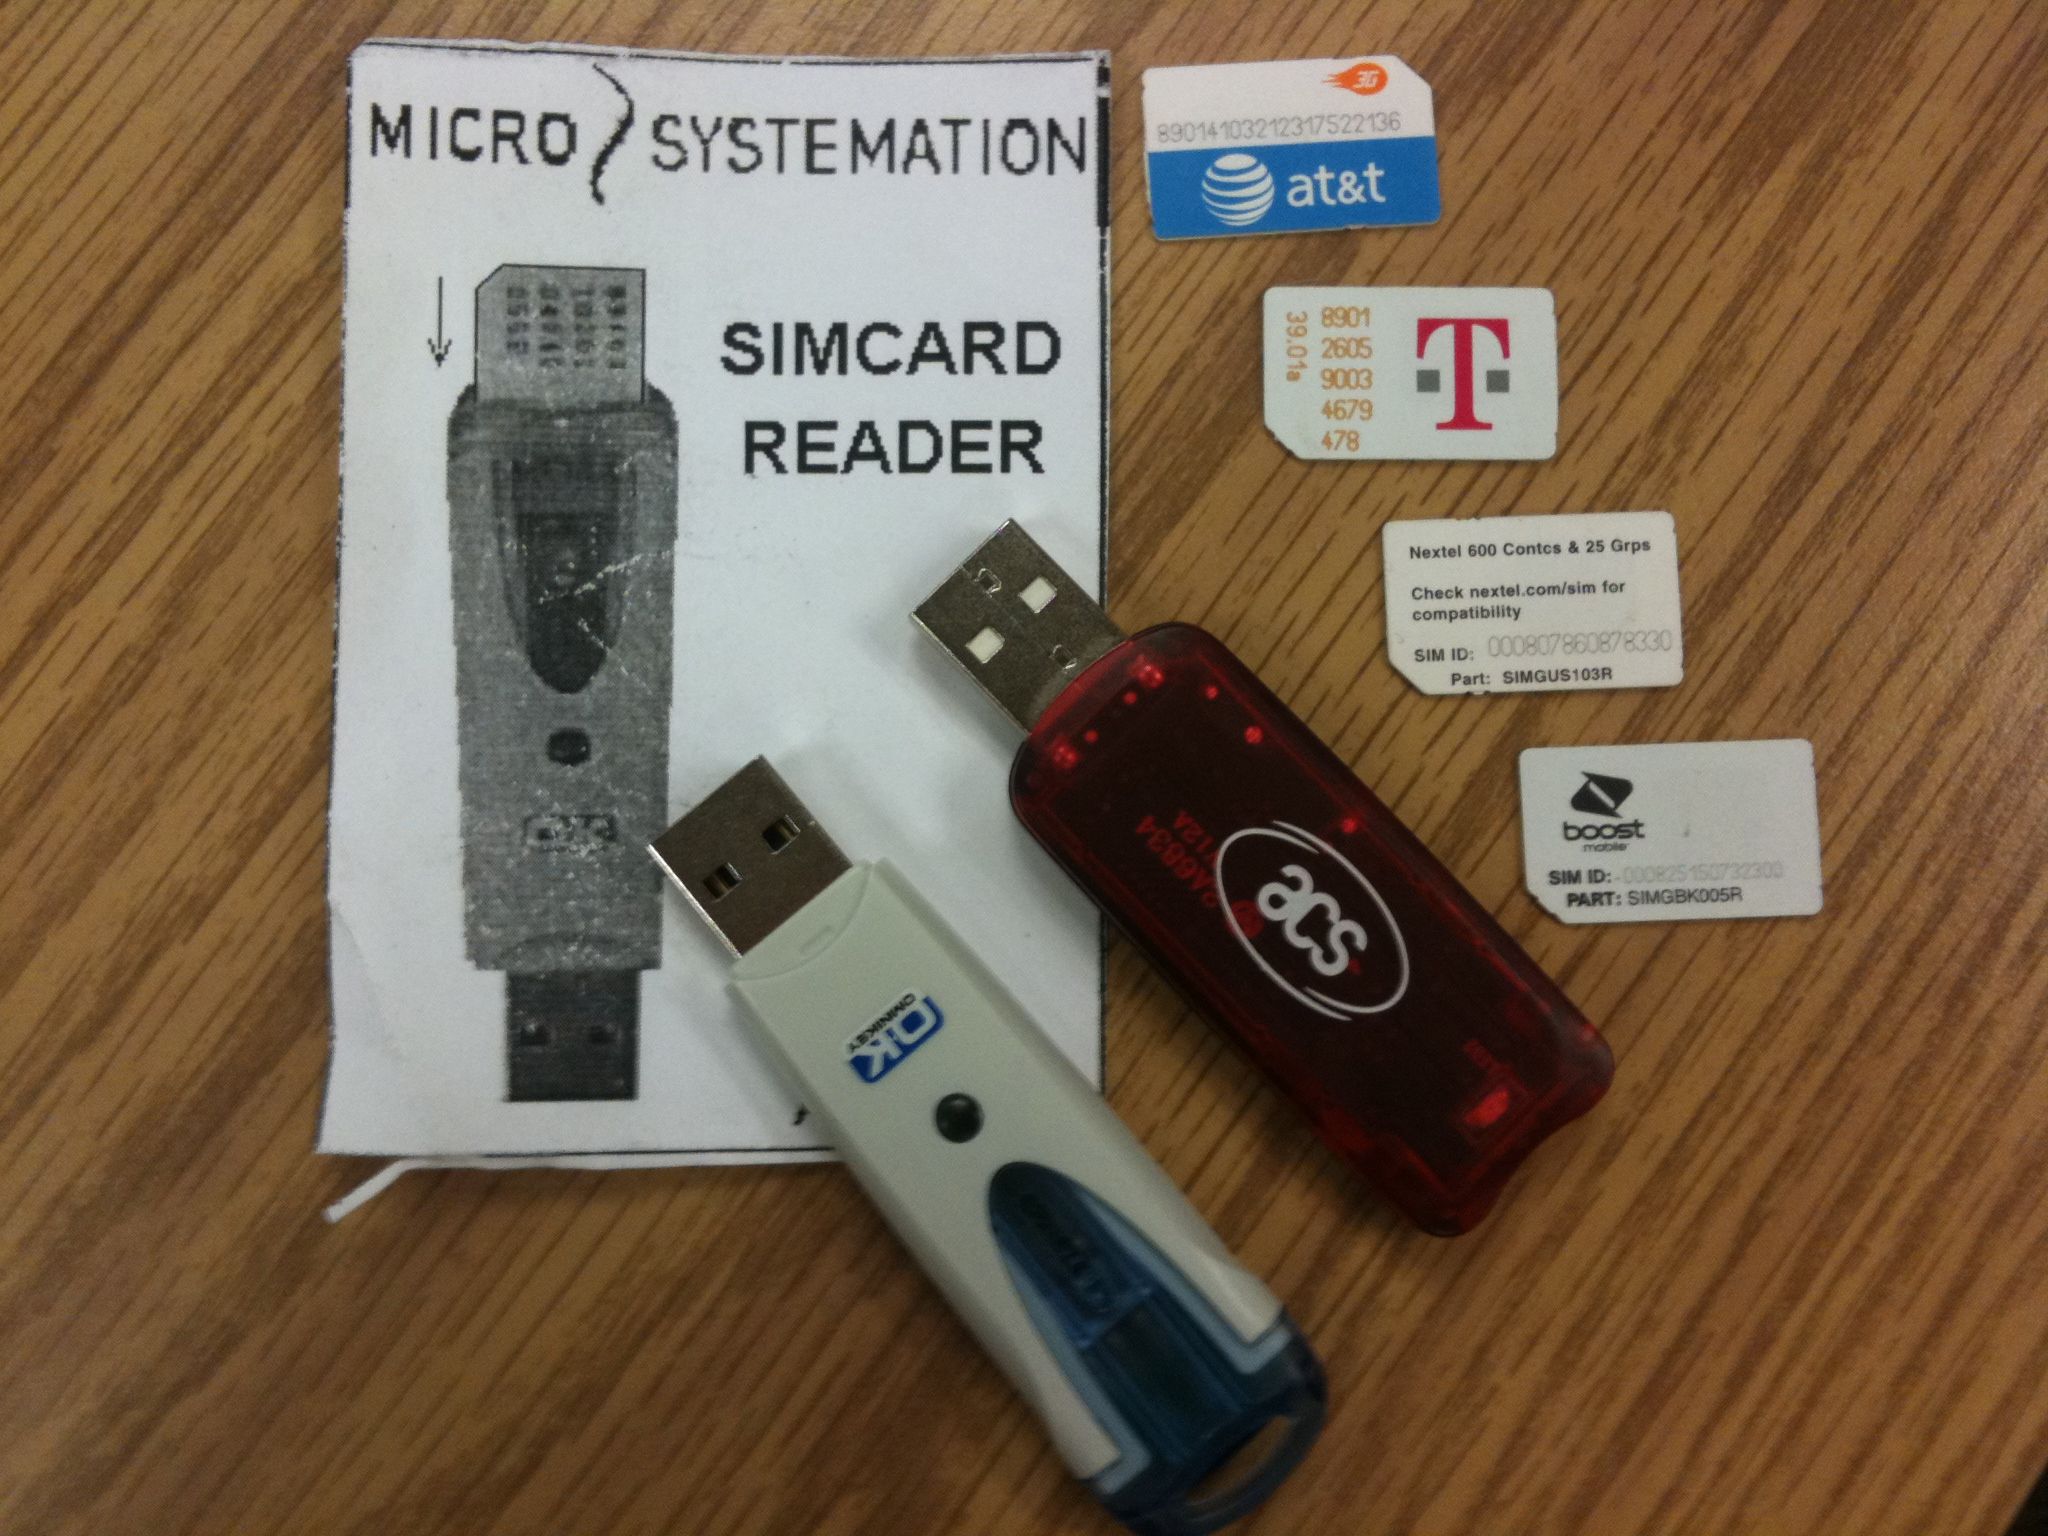 MICRO SYSTEMATION
SIMCARD
READER
3G
89014103212317522136
at&t
39.01a
8901
2605
9003
4679
478
T
Nextel 600 Contcs & 25 Grps
Check nextel.com/sim for
compatibility
SIM ID: 000807860878330
Part: SIMGUS103R
boost
mobile
SIM ID: 000825150732300
PART: SIMGBK005R
acs
OK
OMNIKEY